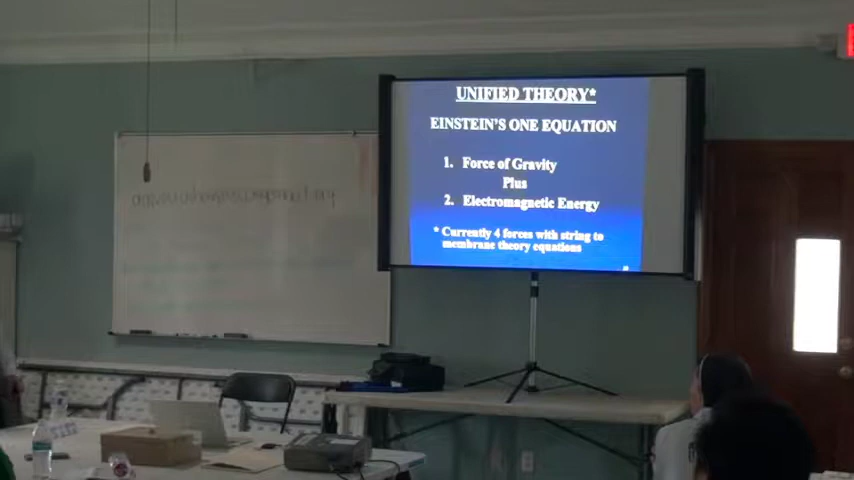 UNIFIED THEORY*
EINSTEIN'S ONE EQUATION
1. Force of Gravity
Plus
2. Electromagnetic Energy
* Currently 4 forces with string to
membrane theory equations